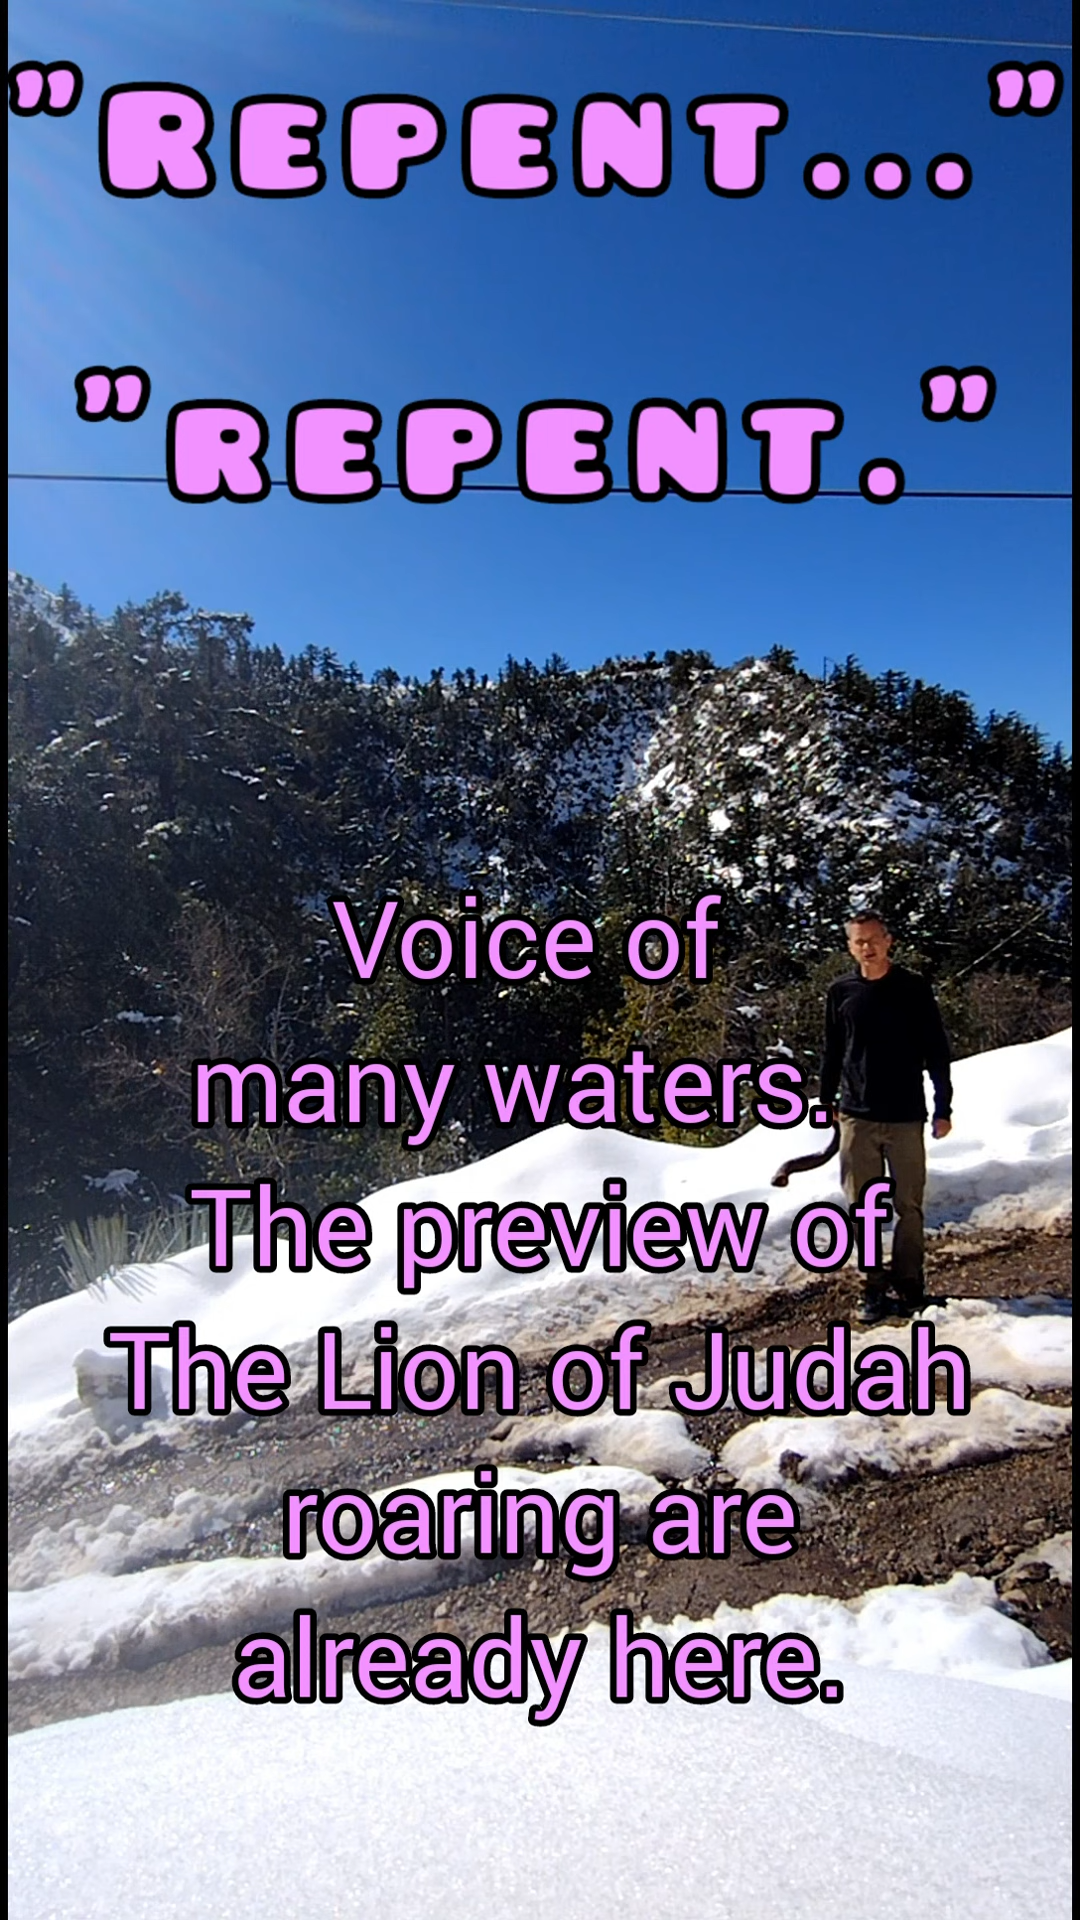 "Repent..."
"Repent."
Voice of
many waters.
The preview of
The Lion of Judah
roaring are
already here.